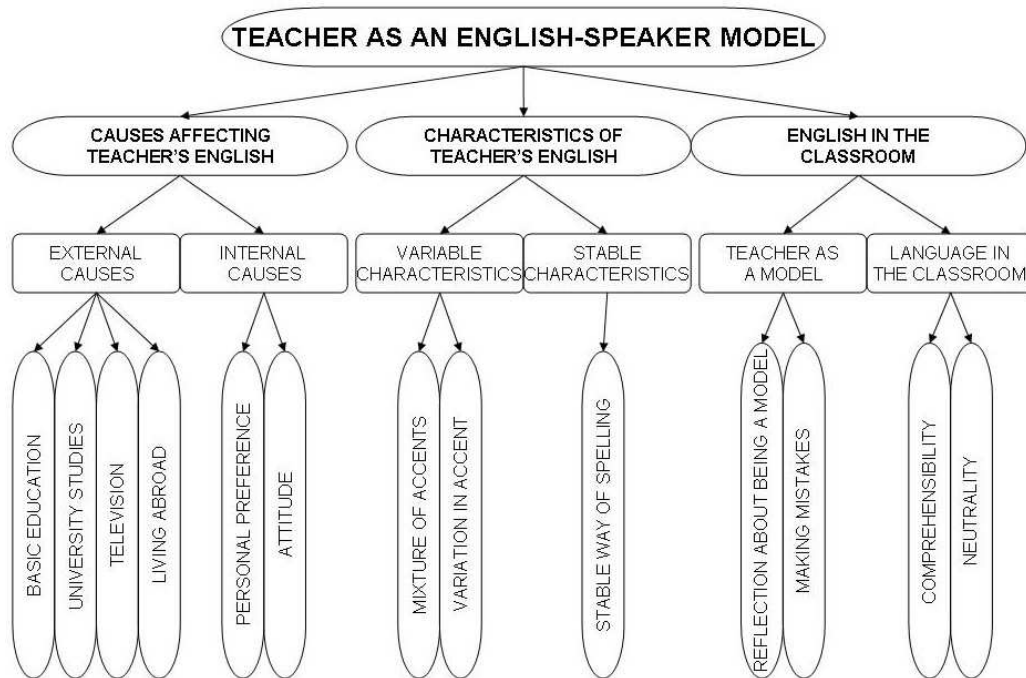 TEACHER AS AN ENGLISH-SPEAKER MODEL
CAUSES AFFECTING
TEACHER'S ENGLISH
CHARACTERISTICS OF
TEACHER'S ENGLISH
ENGLISH IN THE
CLASSROOM
EXTERNAL
CAUSES
INTERNAL
CAUSES
VARIABLE
CHARACTERISTICS
STABLE
CHARACTERISTICS
TEACHER AS
A MODEL
LANGUAGE IN
THE CLASSROOM
BASIC EDUCATION
UNIVERSITY STUDIES
TELEVISION
LIVING ABROAD
PERSONAL PREFERENCE
ATTITUDE
MIXTURE OF ACCENTS
VARIATION IN ACCENT
STABLE WAY OF SPELLING
REFLECTION ABOUT BEING A MODEL
MAKING MISTAKES
COMPREHENSIBILITY
NEUTRALITY